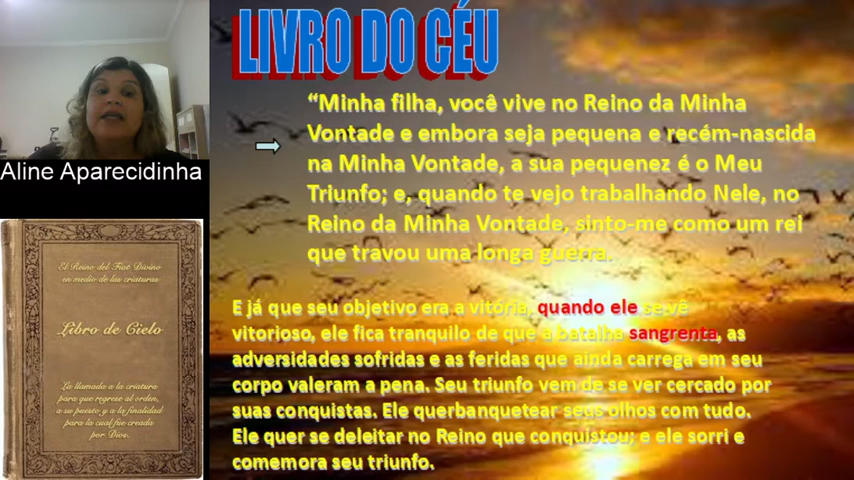 LIVRO DO CÉU
“Minha filha, você vive no Reino da Minha
Vontade e embora seja pequena e recém-nascida
na Minha Vontade, a sua pequenez é o Meu
Triunfo; e, quando te vejo trabalhando Nele, no
Reino da Minha Vontade, sinto-me como um rei
que travou uma longa guerra.
E já que seu objetivo era a vitória, quando ele se vê
vitorioso, ele fica tranquilo de que a batalha sangrenta, as
adversidades sofridas e as feridas que ainda carrega em seu
corpo valeram a pena. Seu triunfo vem de se ver cercado por
suas conquistas. Ele querbanquetear seus olhos com tudo.
Ele quer se deleitar no Reino que conquistou; e ele sorri e
comemora seu triunfo.
Aline Aparecidinha
El Reino del Fiat Divino
en medio de las criaturas
Libro de Cielo
La llamada a la criatura
para que regrese al orden,
a su puesto y a la finalidad
para la cual fue creada
por Dios.